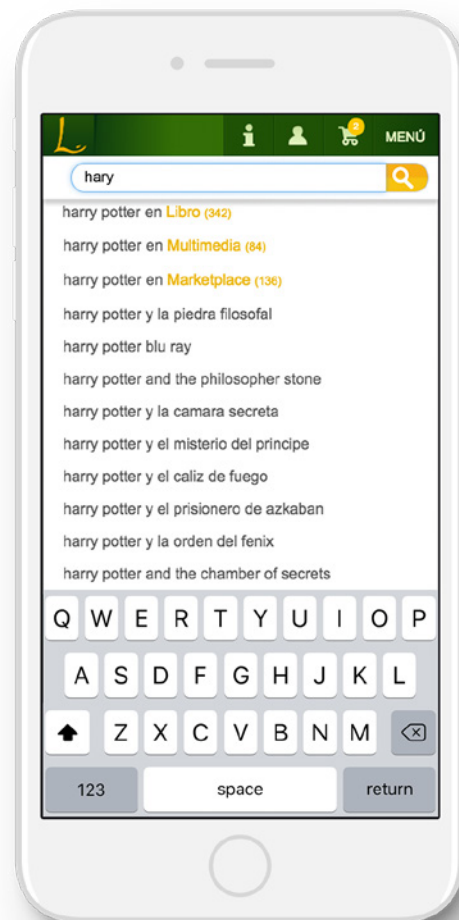 L.
2
MENÚ
hary
harry potter en Libro (342)
harry potter en Multimedia (84)
harry potter en Marketplace (136)
harry potter y la piedra filosofal
harry potter blu ray
harry potter and the philosopher stone
harry potter y la camara secreta
harry potter y el misterio del principe
harry potter y el caliz de fuego
harry potter y el prisionero de azkaban
harry potter y la orden del fenix
harry potter and the chamber of secrets
Q W E R T Y U I O P
A S D F G H J K L
Z X C V B N M
123 space return